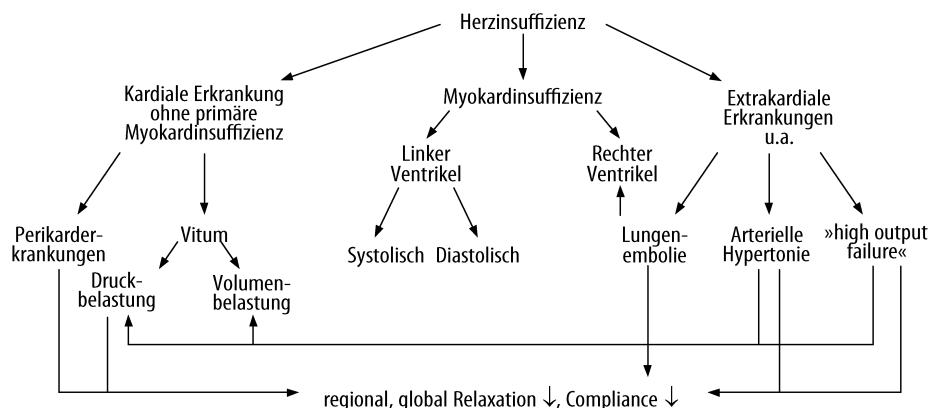 Herzinsuffizienz
Kardiale Erkrankung
ohne primäre
Myokardinsuffizienz
Myokardinsuffizienz
Extrakardiale
Erkrankungen
u.a.
Linker
Ventrikel
Rechter
Ventrikel
Perikarder-
krankungen
Vitum
Systolisch
Diastolisch
Lungen-
embolie
Arterielle
Hypertonie
»high output
failure«
Druck-
belastung
Volumen-
belastung
regional, global Relaxation ↓, Compliance ↓